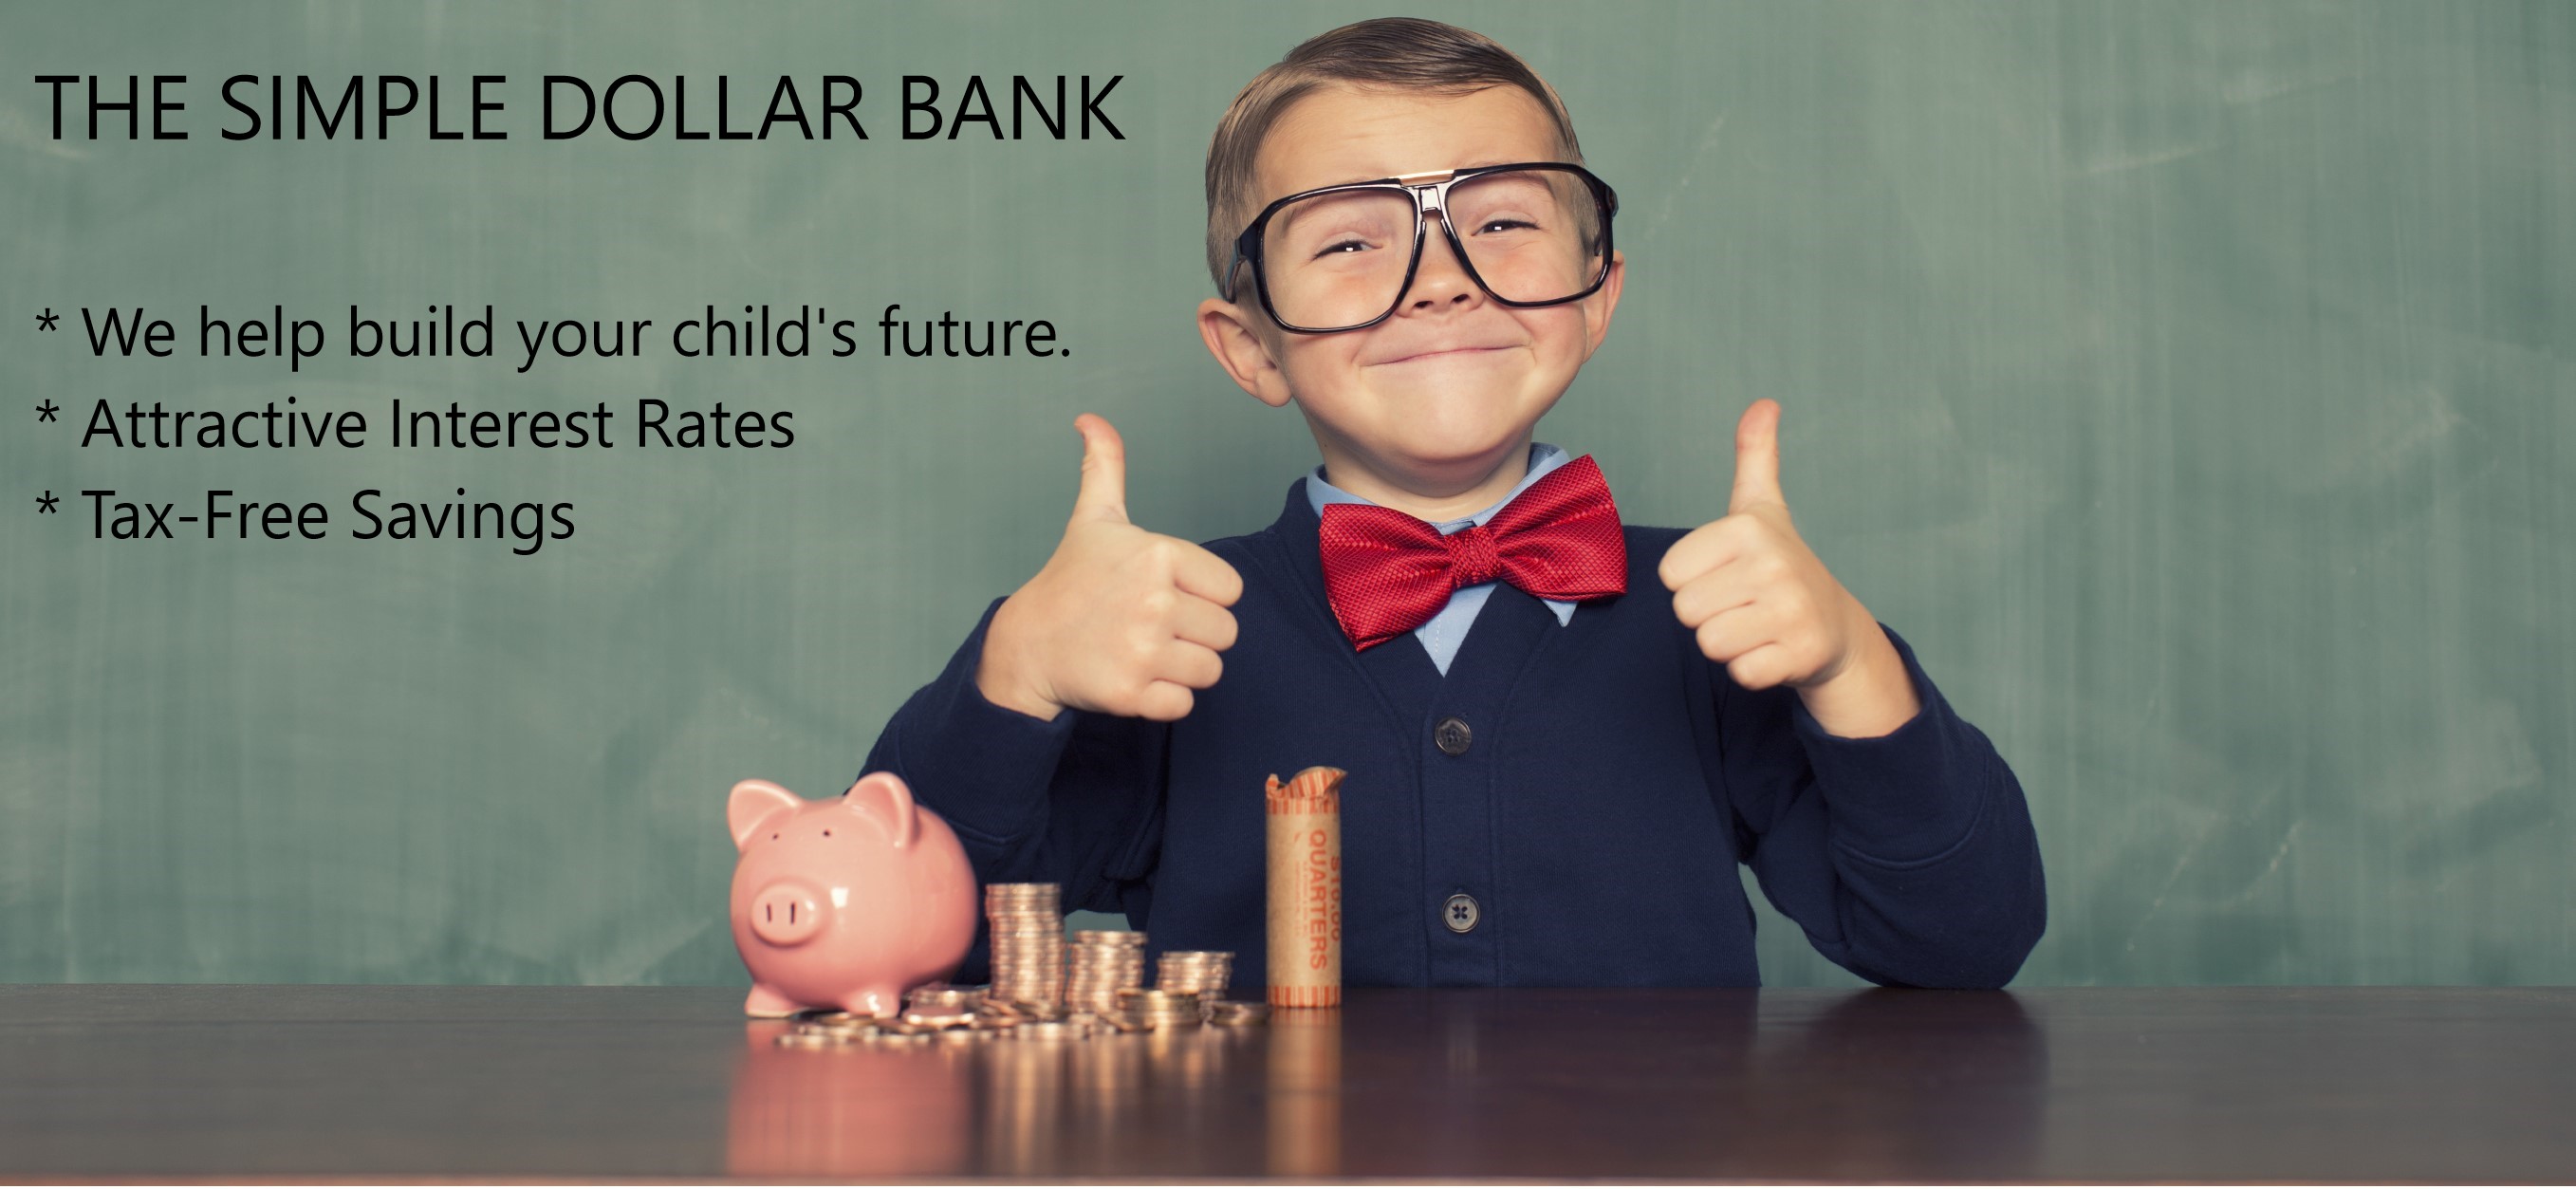 THE SIMPLE DOLLAR BANK
* We help build your child's future.
* Attractive Interest Rates
* Tax-Free Savings
$10.00
QUARTERS